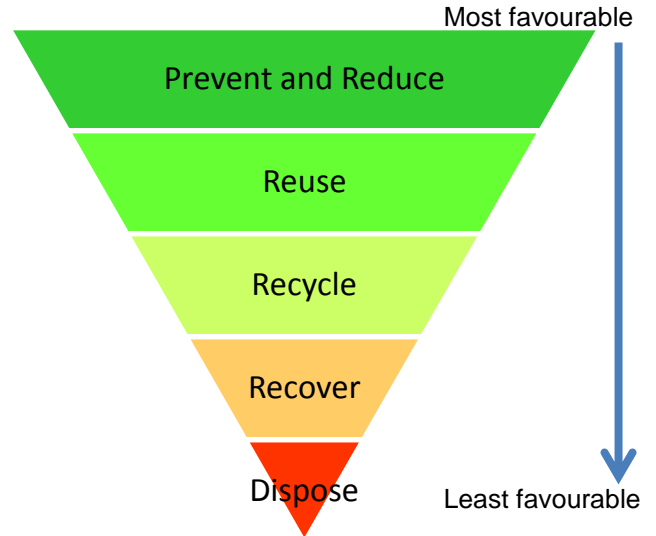 Most favourable
Prevent and Reduce
Reuse
Recycle
Recover
Dispose
Least favourable